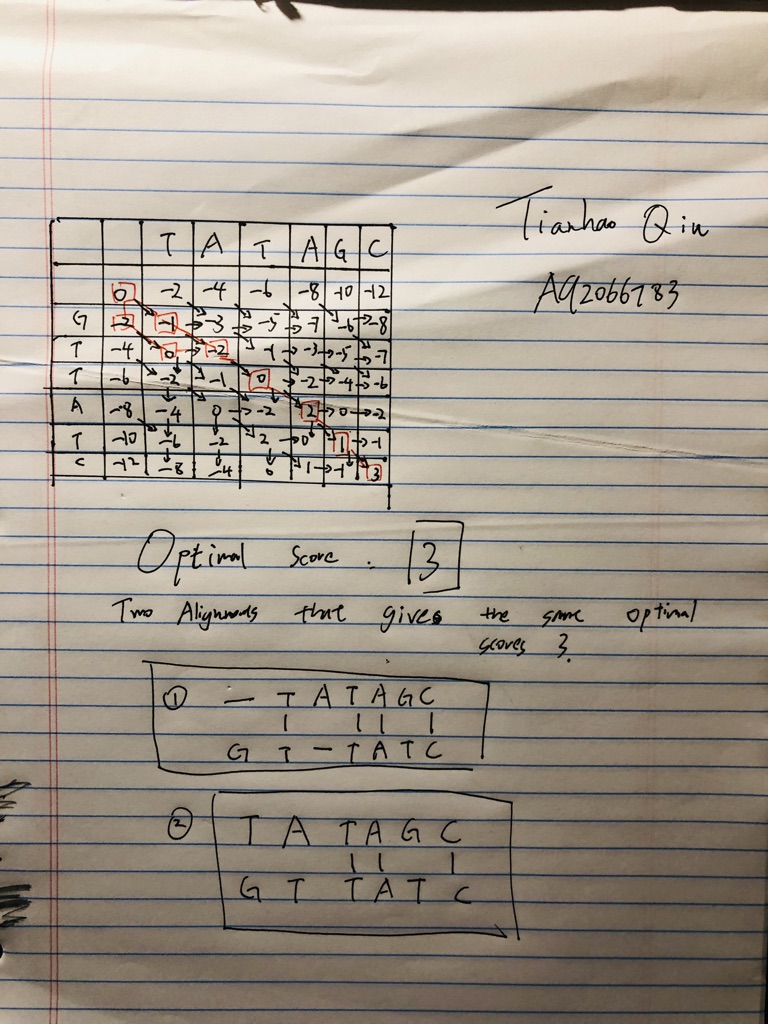 Tianhao Qin
A92066783
T A T A G C
0 -2 -4 -6 -8 -10 -12
G -2 -1 -3 -5 -7 -6 -8
T -4 0 -2 -1 -3 -5 -7
T -6 -2 -1 0 -2 -4 -6
A -8 -4 0 -2 2 0 -2
T -10 -6 -2 2 0 1 -1
C -12 -8 -4 0 1 -1 3
Optimal Score : 3
Two Alignments that gives the same optimal
scores 3.
① - T A T A G C
G T - T A T C
② T A T A G C
G T T A T C